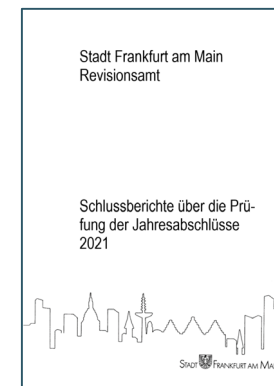 Stadt Frankfurt am Main
Revisionsamt
Schlussberichte über die Prü-
fung der Jahresabschlüsse
2021
STADT FRANKFURT AM MAIN